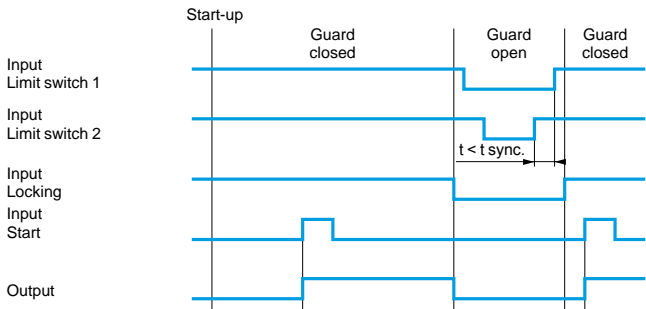 Start-up
Guard
closed
Guard
open
Guard
closed
Input
Limit switch 1
Input
Limit switch 2
t < t sync.
Input
Locking
Input
Start
Output